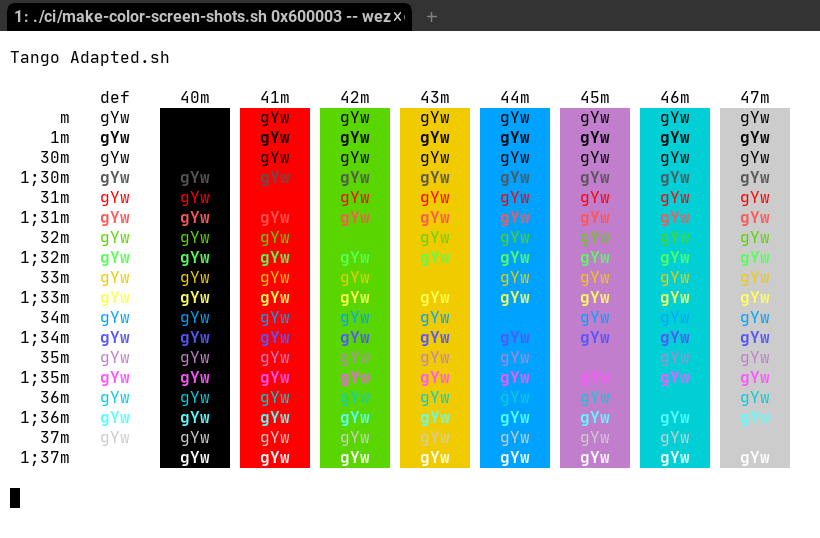 1: ./ci/make-color-screen-shots.sh 0x600003 -- wez
Tango Adapted.sh
def 40m 41m 42m 43m 44m 45m 46m 47m
m gYw gYw gYw gYw gYw gYw gYw gYw
1m gYw gYw gYw gYw gYw gYw gYw gYw
30m gYw gYw gYw gYw gYw gYw gYw gYw
1;30m gYw gYw gYw gYw gYw gYw gYw gYw gYw
31m gYw gYw gYw gYw gYw gYw gYw gYw
1;31m gYw gYw gYw gYw gYw gYw gYw gYw gYw
32m gYw gYw gYw gYw gYw gYw gYw gYw
1;32m gYw gYw gYw gYw gYw gYw gYw gYw gYw
33m gYw gYw gYw gYw gYw gYw gYw gYw
1;33m gYw gYw gYw gYw gYw gYw gYw gYw gYw
34m gYw gYw gYw gYw gYw gYw gYw gYw
1;34m gYw gYw gYw gYw gYw gYw gYw gYw gYw
35m gYw gYw gYw gYw gYw gYw gYw gYw
1;35m gYw gYw gYw gYw gYw gYw gYw gYw gYw
36m gYw gYw gYw gYw gYw gYw gYw gYw
1;36m gYw gYw gYw gYw gYw gYw gYw gYw gYw
37m gYw gYw gYw gYw gYw gYw gYw gYw
1;37m gYw gYw gYw gYw gYw gYw gYw gYw